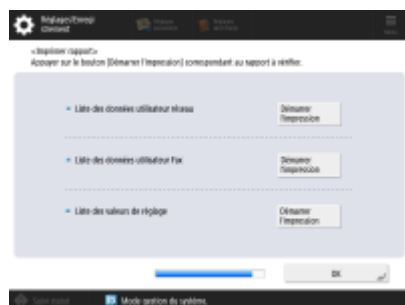 Réglages/Enregi
strement
<Imprimer rapport>
Appuyer sur le bouton [Démarrer l'impression] correspondant au rapport à vérifier.
Liste des données utilisateur réseau
Démarrer
l'impression
Liste des données utilisateur Fax
Démarrer
l'impression
Liste des valeurs de réglage
Démarrer
l'impression
OK
Mode gestion du système.